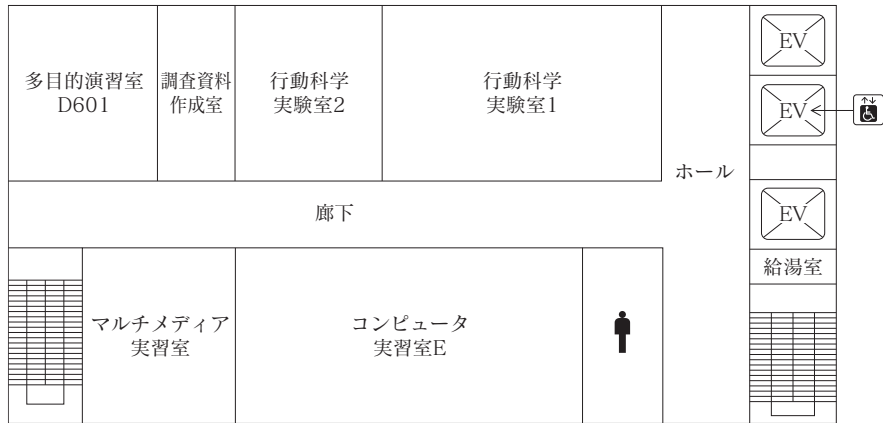 多目的演習室
D601
調査資料
作成室
行動科学
実験室2
行動科学
実験室1
EV
EV
ホール
EV
廊下
給湯室
マルチメディア
実習室
コンピュータ
実習室E